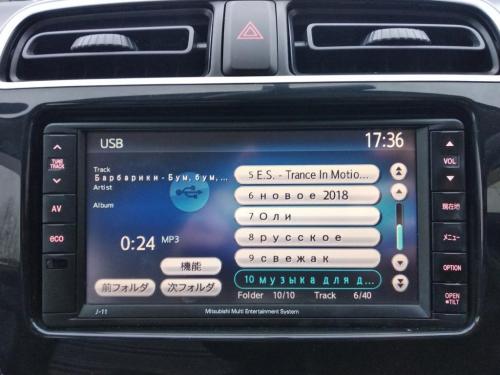 USB
17:36
Track
Барбарики - Бум, бум,...
Artist
Album
0:24 MP3
機能
前フォルダ 次フォルダ
5 E.S. - Trance In Motio...
6 новое 2018
7 Оли
8 русское
9 свежак
10 музыка для д...
Folder 10/10 Track 6/40
TUNE TRACK
AV
eco
VOL
現在地
メニュー
OPTION
OPEN TILT
J-11
Mitsubishi Multi Entertainment System